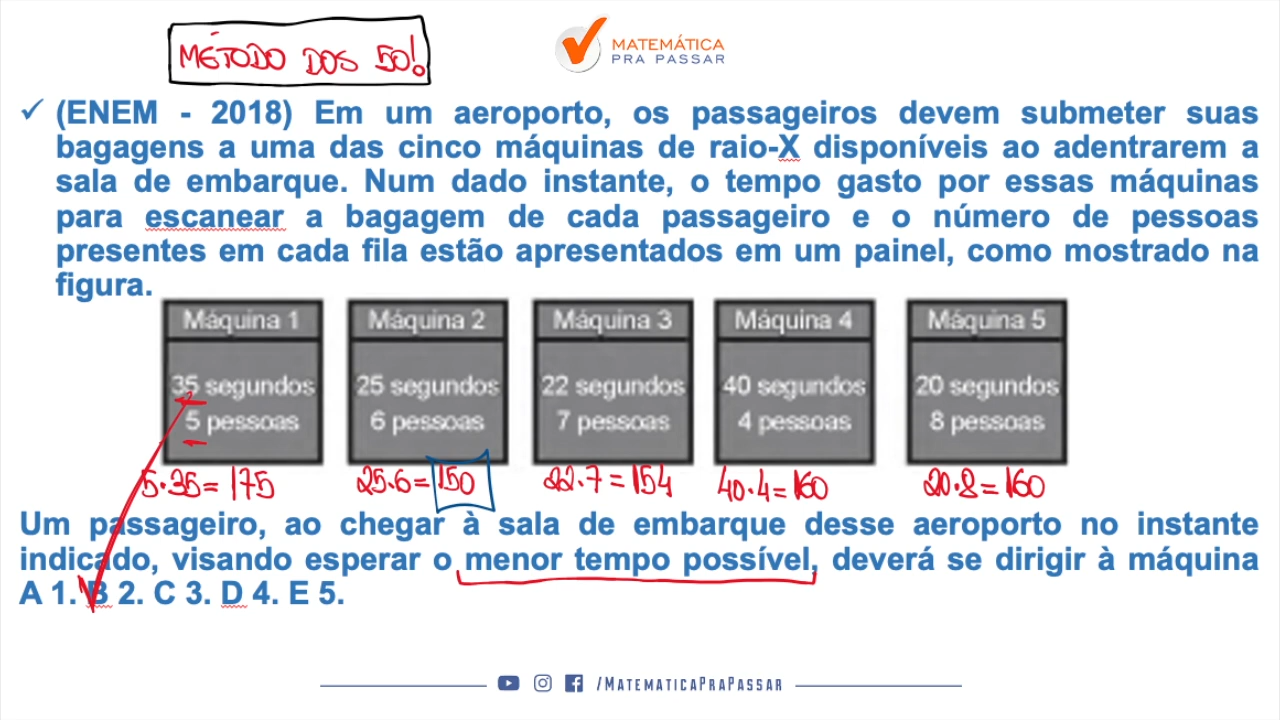 MÉTODO DOS 50!
MATEMÁTICA
PRA PASSAR
✓ (ENEM - 2018) Em um aeroporto, os passageiros devem submeter suas
bagagens a uma das cinco máquinas de raio-X disponíveis ao adentrarem a
sala de embarque. Num dado instante, o tempo gasto por essas máquinas
para escanear a bagagem de cada passageiro e o número de pessoas
presentes em cada fila estão apresentados em um painel, como mostrado na
figura.
Máquina 1 Máquina 2 Máquina 3 Máquina 4 Máquina 5
35 segundos 25 segundos 22 segundos 40 segundos 20 segundos
5 pessoas 6 pessoas 7 pessoas 4 pessoas 8 pessoas
5.35=175 25.6=150 22.7=154 40.4=160 20.8=160
Um passageiro, ao chegar à sala de embarque desse aeroporto no instante
indicado, visando esperar o menor tempo possível, deverá se dirigir à máquina
A 1. B 2. C 3. D 4. E 5.
/MatematicaPraPassar